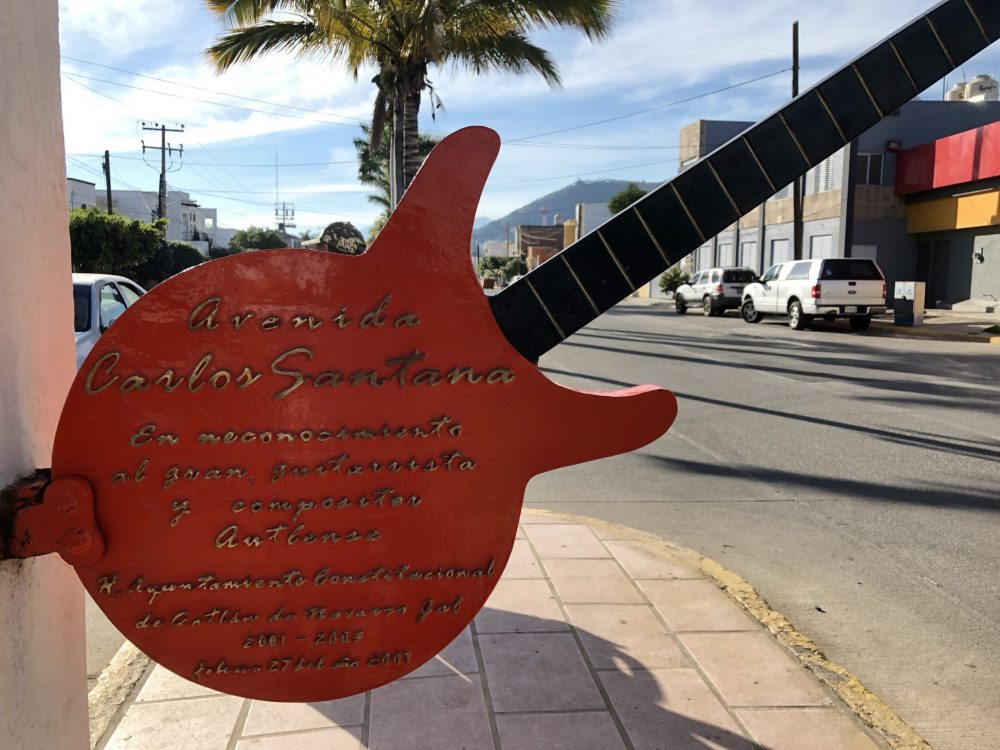 Avenida
Carlos Santana
En reconocimiento
al gran, guitarrista
y compositor
Autlense
H. Ayuntamiento Constitucional
de Autlán de Navarro Jal
2001 - 2003
febrero 27 del año 2001